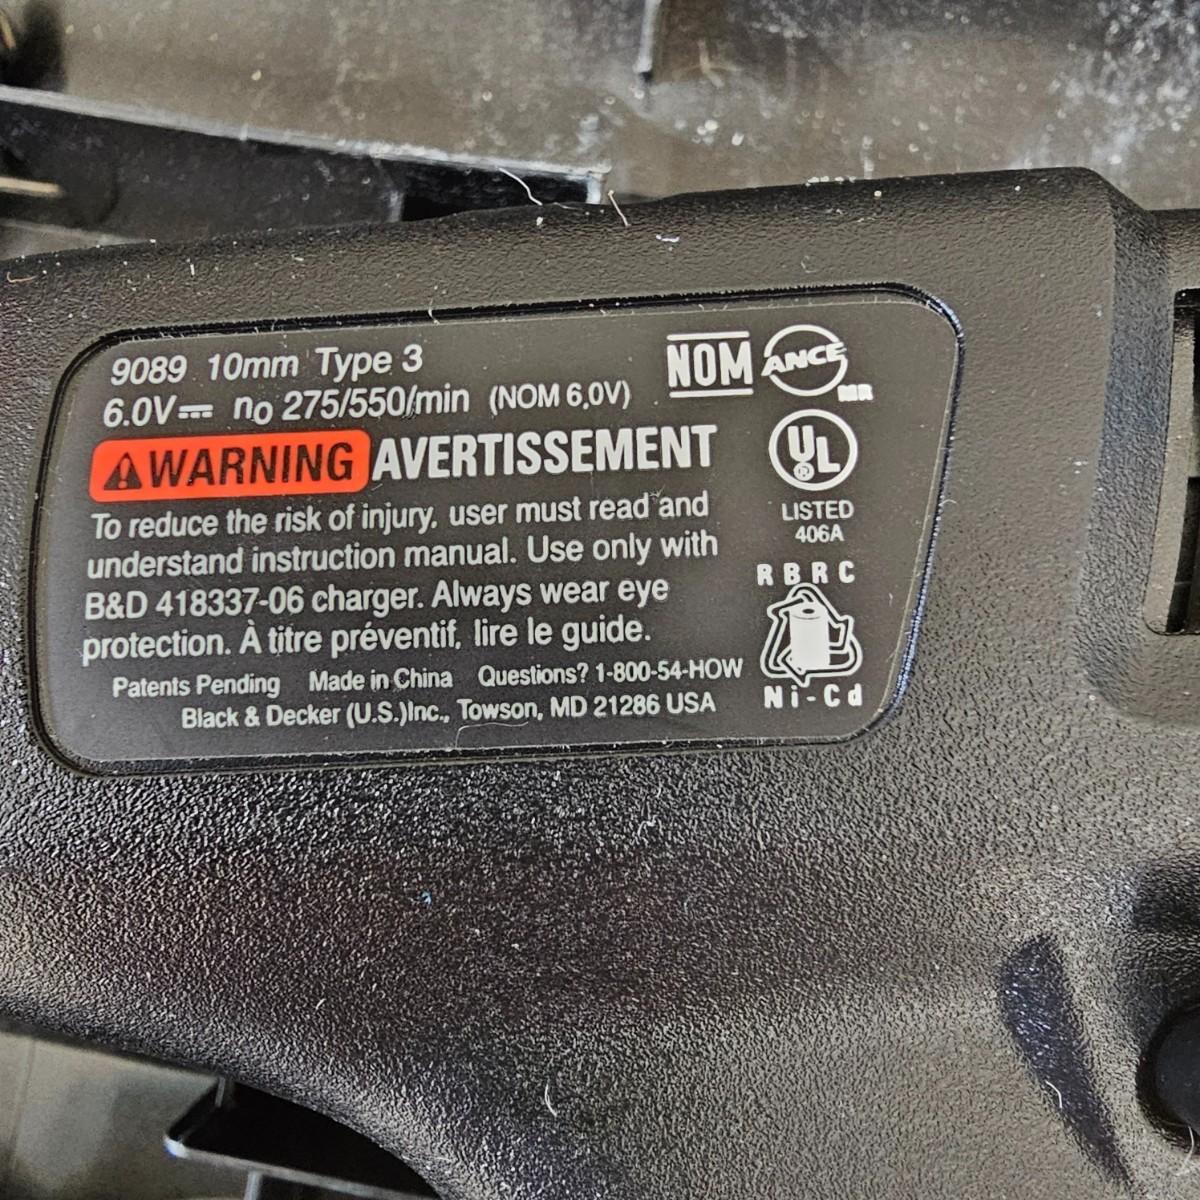 9089 10mm Type 3
6.0V⎓ no 275/550/min (NOM 6.0V)
NOM
ANCE
MR
⚠WARNING AVERTISSEMENT
To reduce the risk of injury, user must read and
understand instruction manual. Use only with
B&D 418337-06 charger. Always wear eye
protection. À titre préventif, lire le guide.
Patents Pending Made in China Questions? 1-800-54-HOW
Black & Decker (U.S.)Inc., Towson, MD 21286 USA
UL
®
LISTED
406A
RBRC
Ni-Cd